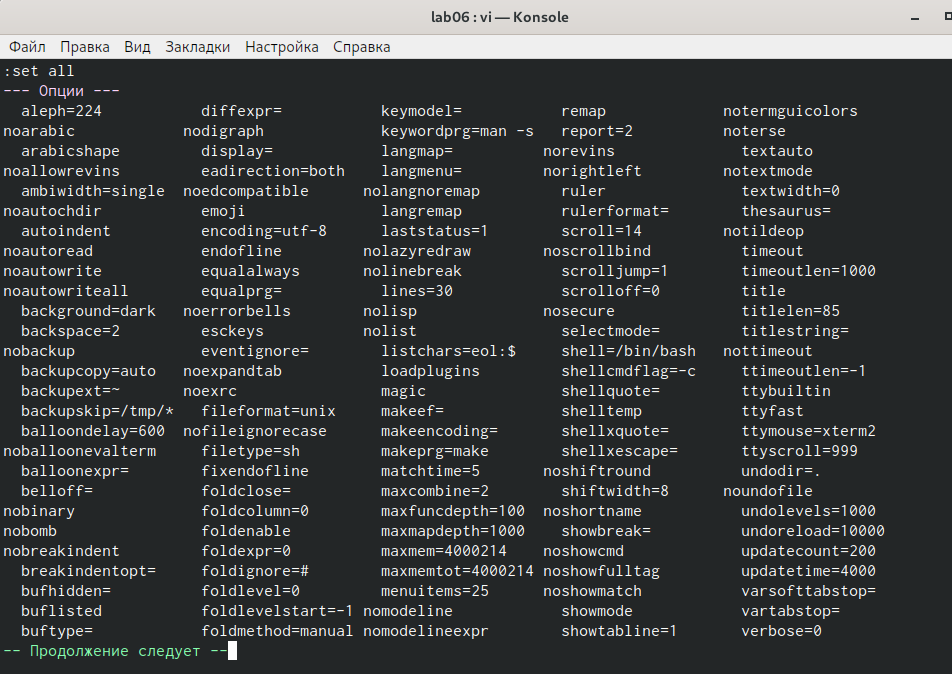 lab06 : vi — Konsole
Файл Правка Вид Закладки Настройка Справка
:set all
--- Опции ---
  aleph=224           diffexpr=           keymodel=           remap             notermguicolors
noarabic            nodigraph             keywordprg=man -s   report=2          noterse
  arabicshape         display=            langmap=          norevins              textauto
noallowrevins         eadirection=both    langmenu=         norightleft         notextmode
  ambiwidth=single  noedcompatible      nolangnoremap         ruler               textwidth=0
noautochdir           emoji               langremap           rulerformat=        thesaurus=
  autoindent          encoding=utf-8      laststatus=1        scroll=14         notildeop
noautoread            endofline         nolazyredraw        noscrollbind          timeout
noautowrite           equalalways       nolinebreak           scrolljump=1        timeoutlen=1000
noautowriteall        equalprg=           lines=30            scrolloff=0         title
  background=dark   noerrorbells        nolisp              nosecure              titlelen=85
  backspace=2         esckeys           nolist                selectmode=         titlestring=
nobackup              eventignore=        listchars=eol:$     shell=/bin/bash   nottimeout
  backupcopy=auto   noexpandtab           loadplugins         shellcmdflag=-c     ttimeoutlen=-1
  backupext=~       noexrc                magic               shellquote=         ttybuiltin
  backupskip=/tmp/*   fileformat=unix     makeef=             shelltemp           ttyfast
  balloondelay=600  nofileignorecase      makeencoding=       shellxquote=        ttymouse=xterm2
noballoonevalterm     filetype=sh         makeprg=make        shellxescape=       ttyscroll=999
  balloonexpr=        fixendofline        matchtime=5       noshiftround          undodir=.
  belloff=            foldclose=          maxcombine=2        shiftwidth=8      noundofile
nobinary              foldcolumn=0        maxfuncdepth=100  noshortname           undolevels=1000
nobomb                foldenable          maxmapdepth=1000    showbreak=          undoreload=10000
nobreakindent         foldexpr=0          maxmem=4000214    noshowcmd             updatecount=200
  breakindentopt=     foldignore=#        maxmemtot=4000214 noshowfulltag         updatetime=4000
  bufhidden=          foldlevel=0         menuitems=25      noshowmatch           varsofttabstop=
  buflisted           foldlevelstart=-1 nomodeline            showmode            vartabstop=
  buftype=            foldmethod=manual nomodelineexpr        showtabline=1       verbose=0
-- Продолжение следует --